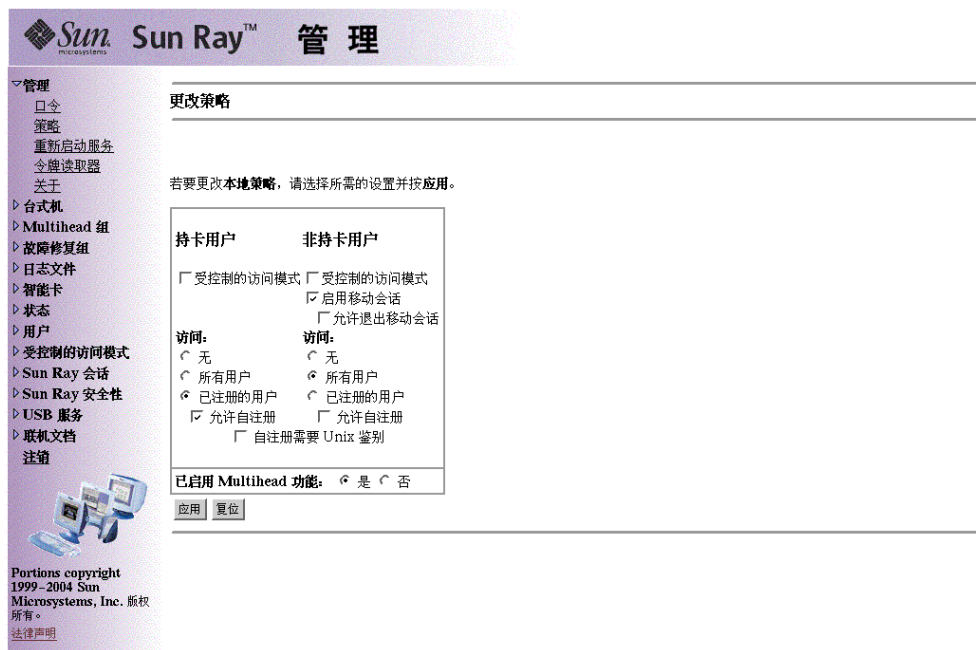 Sun microsystems Sun Ray™ 管理
管理
口令
策略
重新启动服务
令牌读取器
关于
台式机
Multihead 组
故障修复组
日志文件
智能卡
状态
用户
受控制的访问模式
Sun Ray 会话
Sun Ray 安全性
USB 服务
联机文档
注销
Portions copyright
1999-2004 Sun
Microsystems, Inc. 版权
所有。
法律声明
更改策略
若要更改本地策略，请选择所需的设置并按应用。
持卡用户 非持卡用户
受控制的访问模式 受控制的访问模式
启用移动会话
允许退出移动会话
访问： 访问：
无 无
所有用户 所有用户
已注册的用户 已注册的用户
允许自注册 允许自注册
自注册需要 Unix 鉴别
已启用 Multihead 功能： 是 否
应用 复位